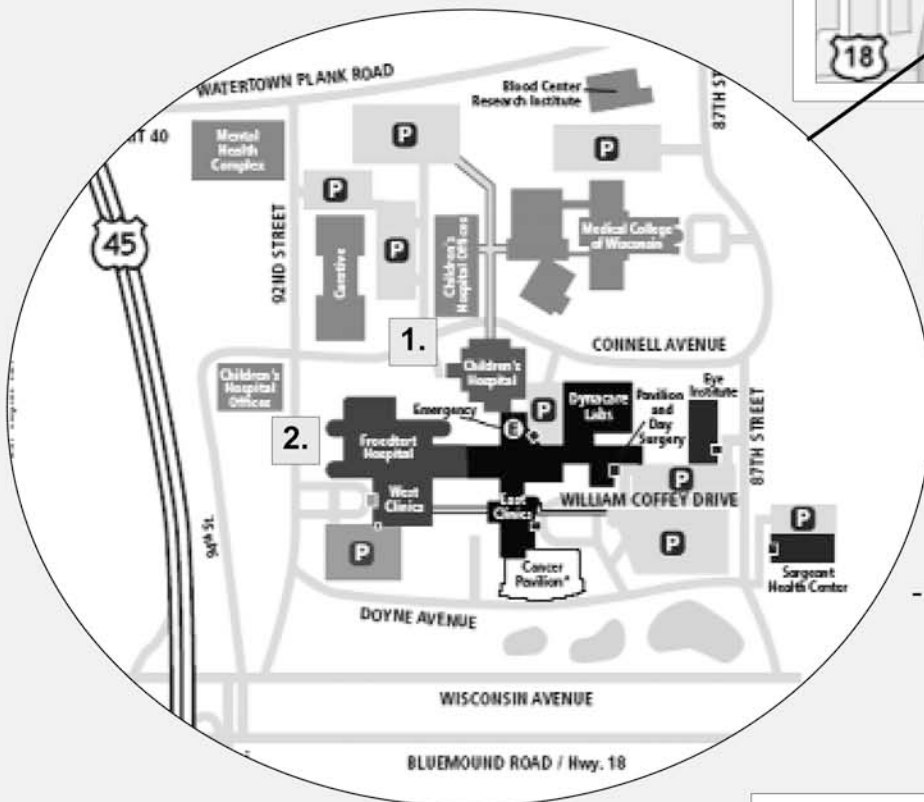 18
WATERTOWN PLANK ROAD
Blood Center
Research Institute
87TH ST
IT 40
Mental
Health
Complex
P
P
P
P
45
92ND STREET
Curative
Children's
Hospital Offices
Medical College
of Wisconsin
1.
CONNELL AVENUE
Children's
Hospital
Children's
Hospital
Offices
Emergency
E
P
Dynacare
Labs
Pavilion
and
Day
Surgery
Eye
Institute
87TH STREET
2.
Froedtert
Hospital
West
Clinics
East
Clinics
P
WILLIAM COFFEY DRIVE
94th St.
P
P
P
Cancer
Pavilion*
Sargeant
Health Center
DOYNE AVENUE
WISCONSIN AVENUE
BLUEMOUND ROAD / Hwy. 18